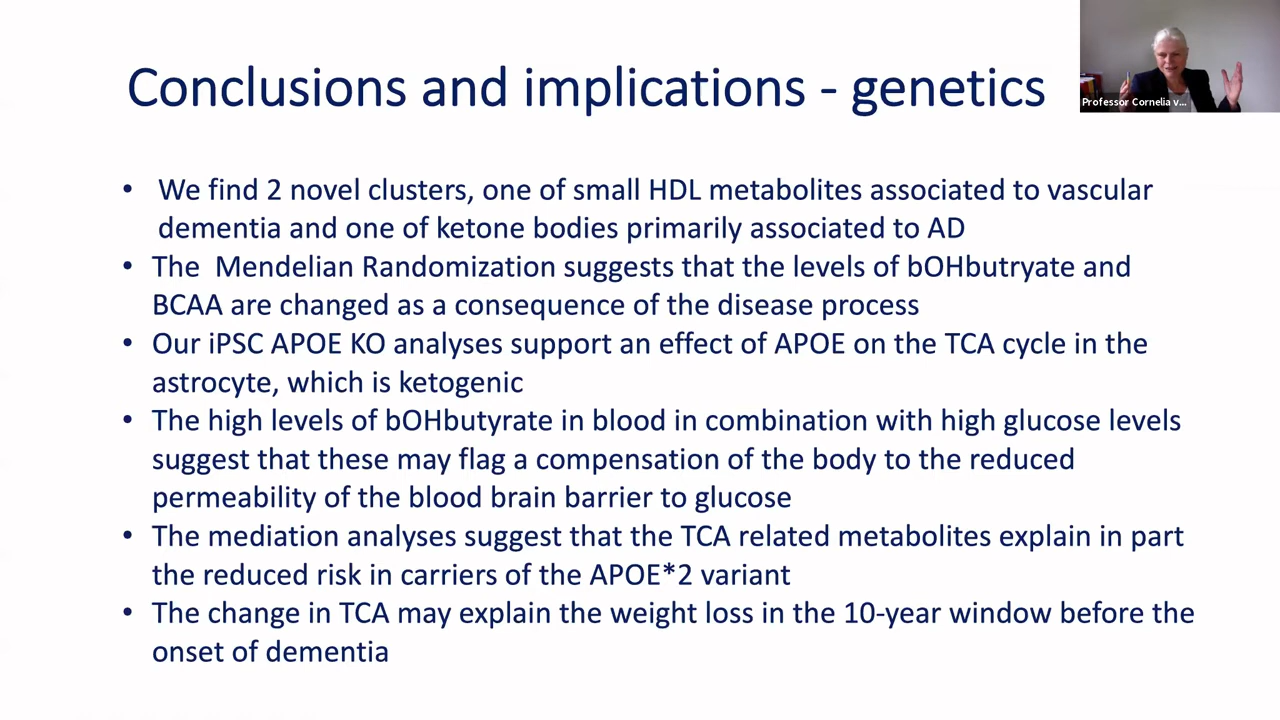 Conclusions and implications - genetics
Professor Cornelia v...
• We find 2 novel clusters, one of small HDL metabolites associated to vascular
dementia and one of ketone bodies primarily associated to AD
• The Mendelian Randomization suggests that the levels of bOHbutryate and
BCAA are changed as a consequence of the disease process
• Our iPSC APOE KO analyses support an effect of APOE on the TCA cycle in the
astrocyte, which is ketogenic
• The high levels of bOHbutyrate in blood in combination with high glucose levels
suggest that these may flag a compensation of the body to the reduced
permeability of the blood brain barrier to glucose
• The mediation analyses suggest that the TCA related metabolites explain in part
the reduced risk in carriers of the APOE*2 variant
• The change in TCA may explain the weight loss in the 10-year window before the
onset of dementia